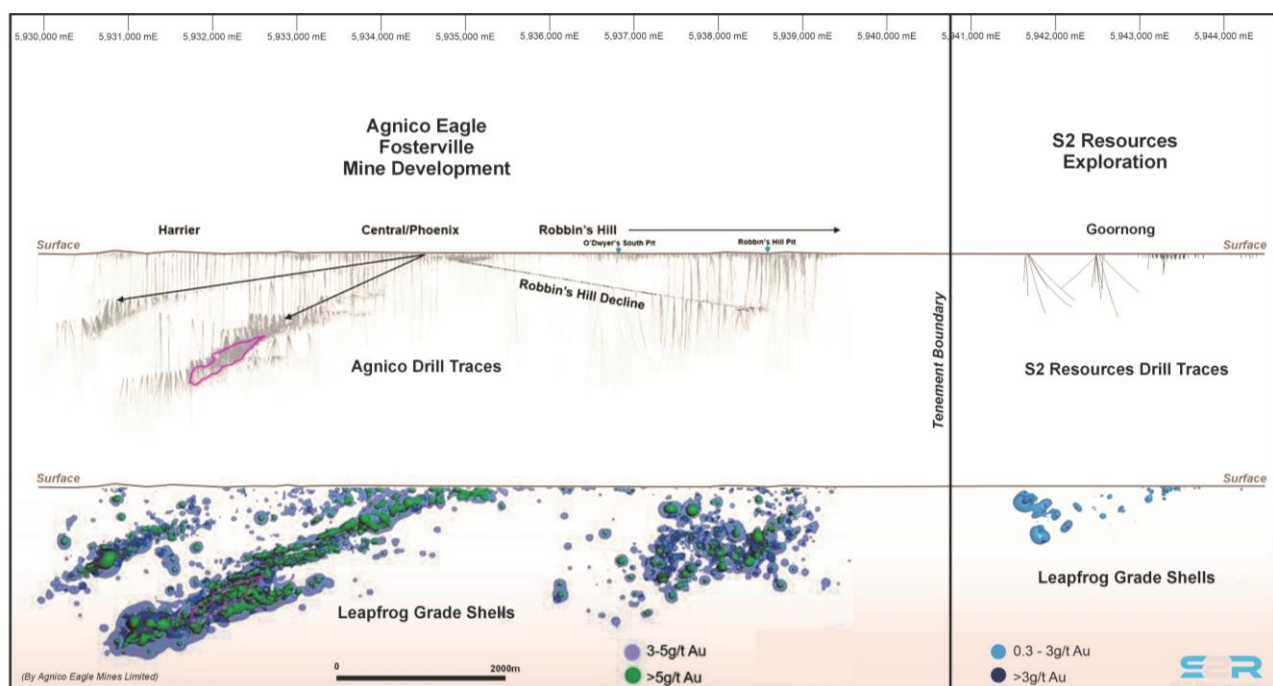 5,930,000 mE
5,931,000 mE
5,932,000 mE
5,933,000 mE
5,934,000 mE
5,935,000 mE
5,936,000 mE
5,937,000 mE
5,938,000 mE
5,939,000 mE
5,940,000 mE
5,941,000 mE
5,942,000 mE
5,943,000 mE
5,944,000 mE
Agnico Eagle
Fosterville
Mine Development
S2 Resources
Exploration
Harrier
Central/Phoenix
Robbin's Hill
O'Dwyer's South Pit
Robbin's Hill Pit
Goornong
Surface
Surface
Robbin's Hill Decline
Agnico Drill Traces
Tenement Boundary
S2 Resources Drill Traces
Surface
Surface
Leapfrog Grade Shells
Leapfrog Grade Shells
3-5g/t Au
>5g/t Au
0
2000m
(By Agnico Eagle Mines Limited)
0.3 - 3g/t Au
>3g/t Au
S2R